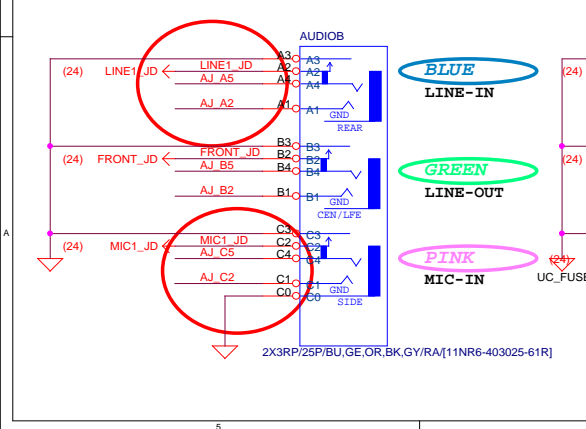 AUDIOB
A3 A3
(24) LINE1_JD LINE1_JD A2 A2
AJ_A5 A4 A4
BLUE
LINE-IN
(24)
AJ_A2 A1 A1
GND
REAR
B3 B3
(24) FRONT_JD FRONT_JD B2 B2
AJ_B5 B4 B4
GREEN
LINE-OUT
(24)
AJ_B2 B1 B1
GND
CEN/LFE
A
C3 C3
(24) MIC1_JD MIC1_JD C2 C2
AJ_C5 C4 C4
PINK
MIC-IN
(24)
UC_FUSE
AJ_C2 C1 C1
GND
C0 C0
SIDE
2X3RP/25P/BU,GE,OR,BK,GY/RA/[11NR6-403025-61R]
5